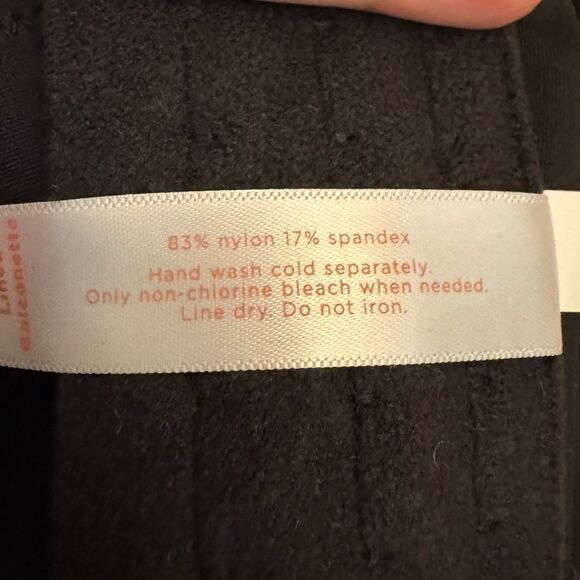 83% nylon 17% spandex
Hand wash cold separately.
Only non-chlorine bleach when needed.
Line dry. Do not iron.
Balconette